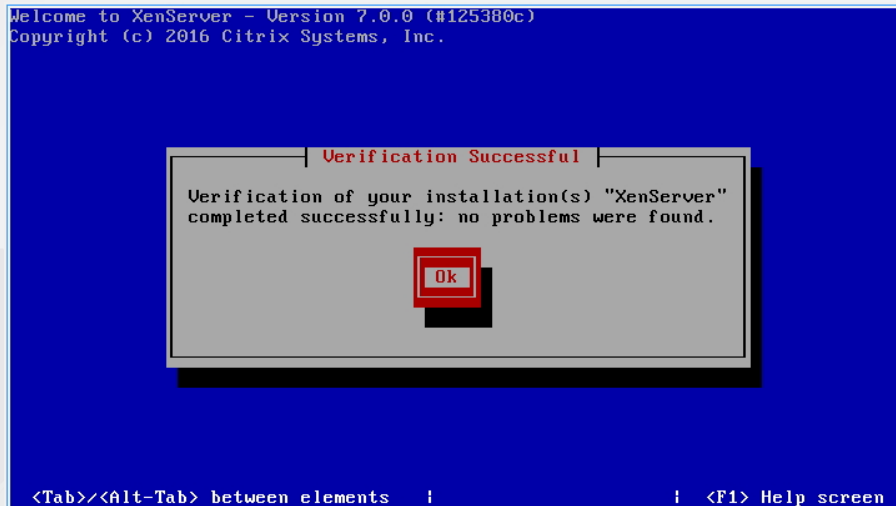 Welcome to XenServer - Version 7.0.0 (#125380c)
Copyright (c) 2016 Citrix Systems, Inc.
Verification Successful
Verification of your installation(s) "XenServer"
completed successfully: no problems were found.
Ok
<Tab>/<Alt-Tab> between elements | | <F1> Help screen